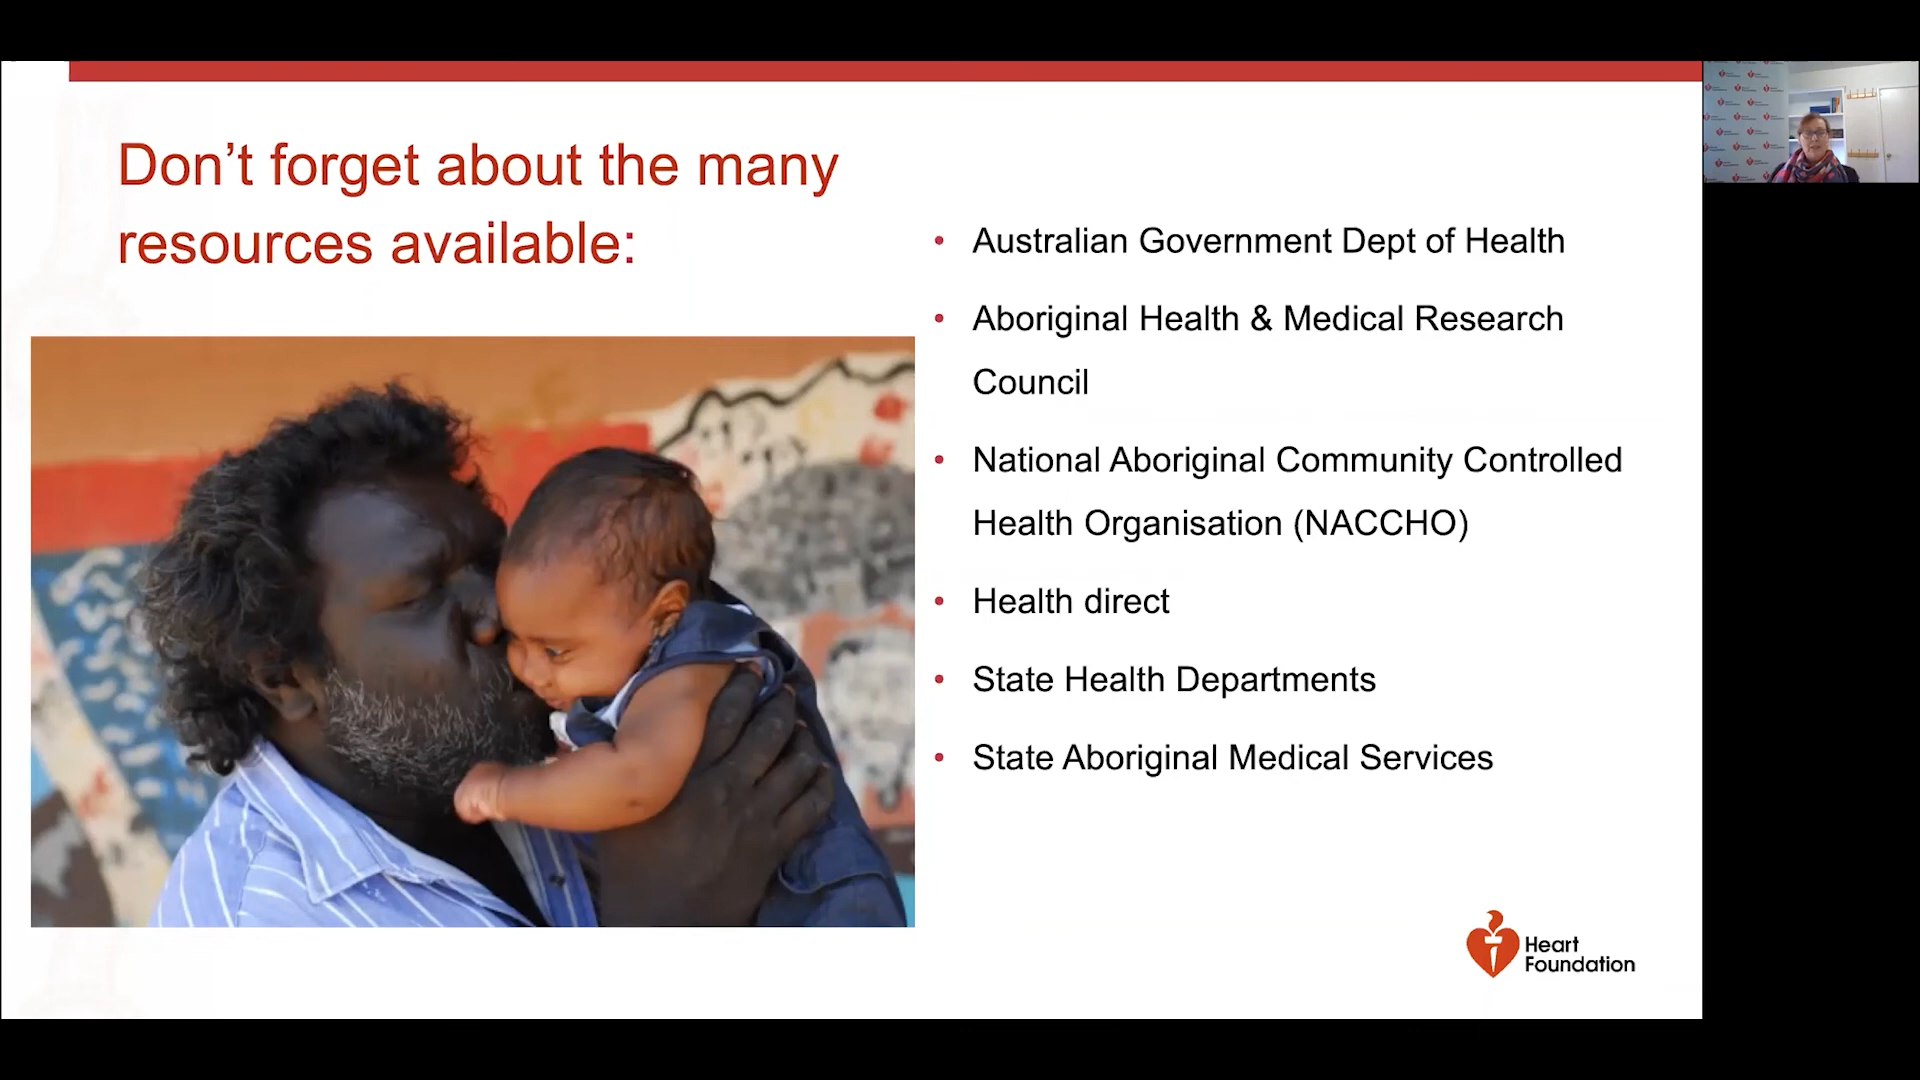 Don't forget about the many
resources available:
• Australian Government Dept of Health
• Aboriginal Health & Medical Research
Council
• National Aboriginal Community Controlled
Health Organisation (NACCHO)
• Health direct
• State Health Departments
• State Aboriginal Medical Services
Heart
Foundation